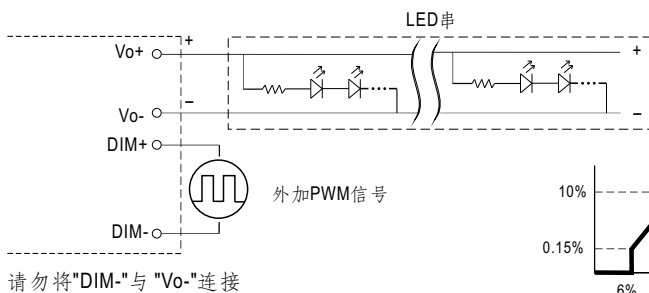 LED串
Vo+
+
+
−
Vo-
−
DIM+
外加PWM信号
DIM-
请勿将"DIM-"与 "Vo-"连接
10%
0.15%
6%